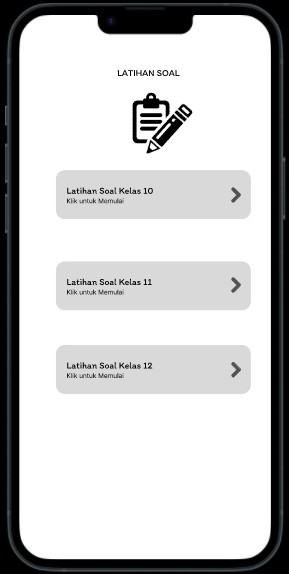 LATIHAN SOAL
Latihan Soal Kelas 10
Klik untuk Memulai
Latihan Soal Kelas 11
Klik untuk Memulai
Latihan Soal Kelas 12
Klik untuk Memulai